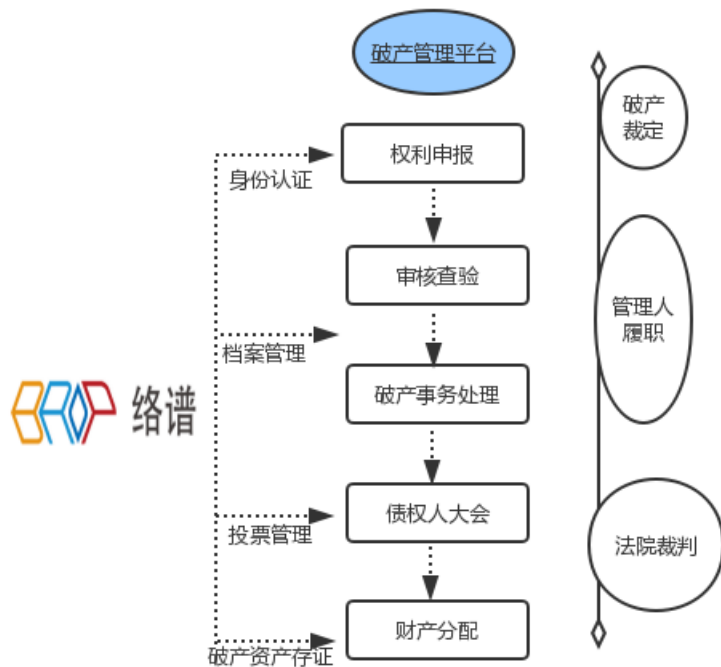 破产管理平台
破产
裁定
权利申报
身份认证
审核查验
管理人
履职
档案管理
破产事务处理
BROP 络谱
债权人大会
投票管理
法院裁判
财产分配
破产资产存证